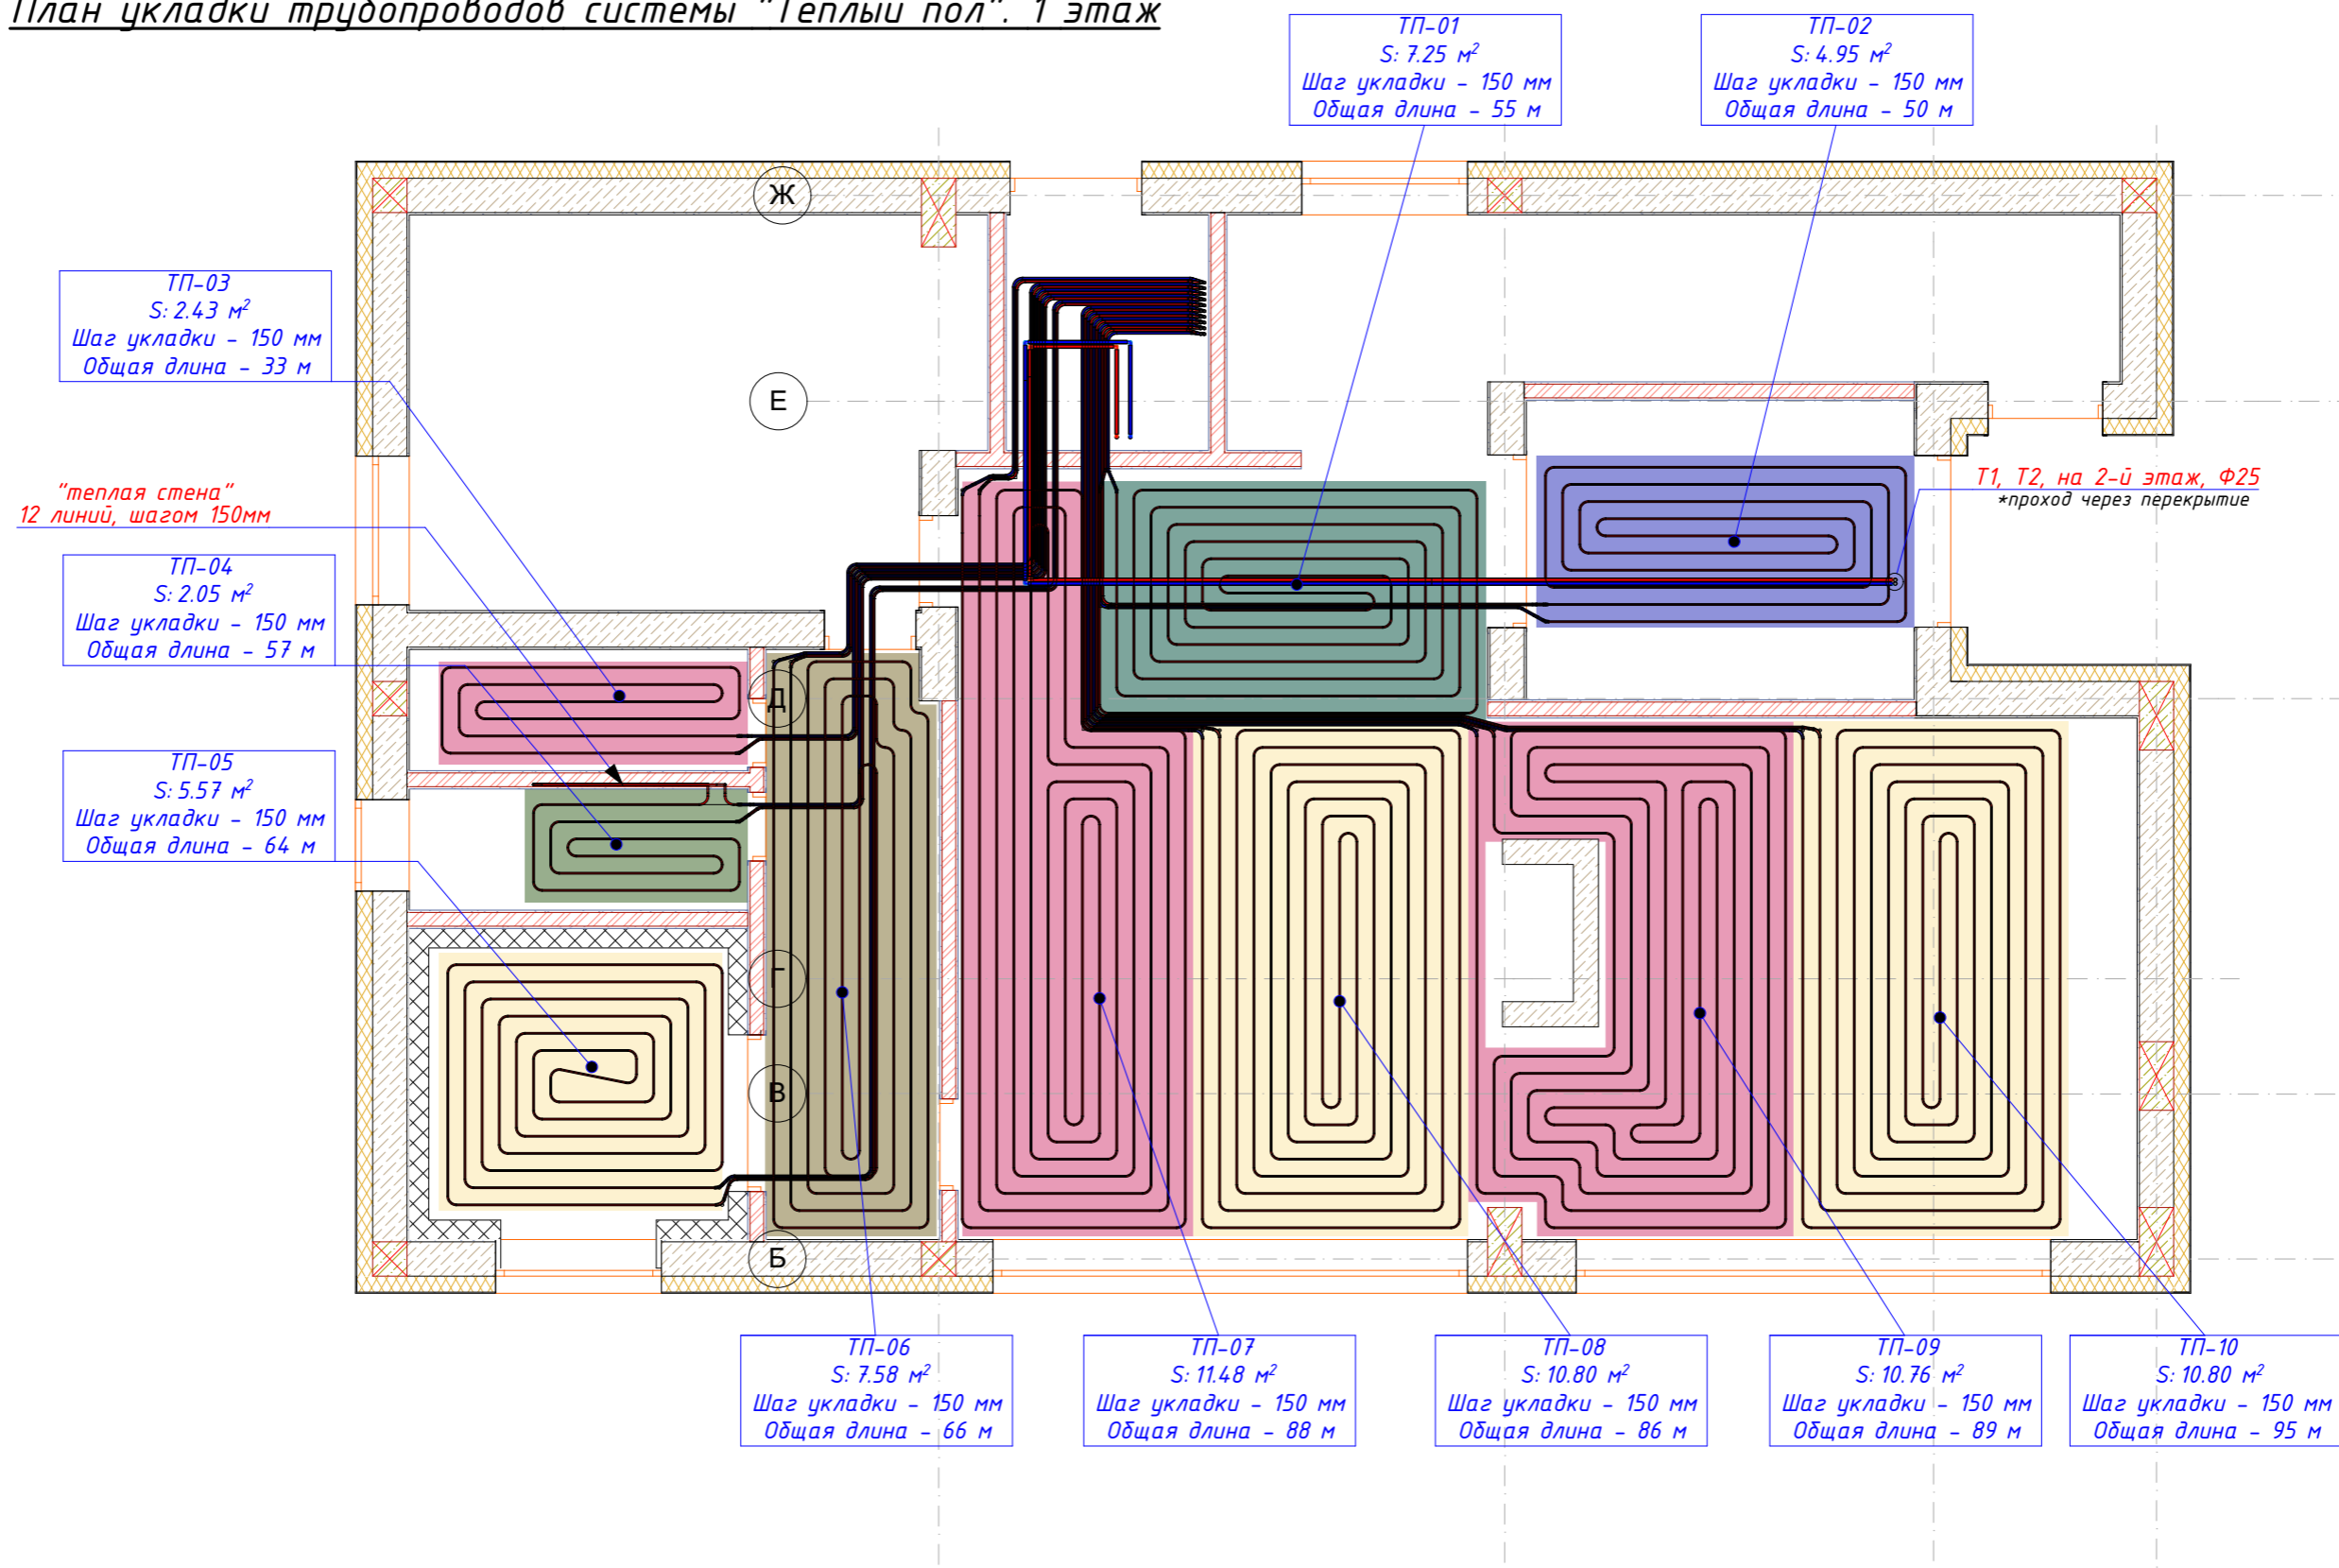 План укладки трубопроводов системы "Теплый пол". 1 этаж
ТП-01
S: 7.25 м²
Шаг укладки - 150 мм
Общая длина - 55 м
ТП-02
S: 4.95 м²
Шаг укладки - 150 мм
Общая длина - 50 м
Ж
ТП-03
S: 2.43 м²
Шаг укладки - 150 мм
Общая длина - 33 м
Е
"теплая стена"
12 линий, шагом 150мм
Т1, Т2, на 2-й этаж, Ф25
*проход через перекрытие
ТП-04
S: 2.05 м²
Шаг укладки - 150 мм
Общая длина - 57 м
Д
ТП-05
S: 5.57 м²
Шаг укладки - 150 мм
Общая длина - 64 м
Г
В
Б
ТП-06
S: 7.58 м²
Шаг укладки - 150 мм
Общая длина - 66 м
ТП-07
S: 11.48 м²
Шаг укладки - 150 мм
Общая длина - 88 м
ТП-08
S: 10.80 м²
Шаг укладки - 150 мм
Общая длина - 86 м
ТП-09
S: 10.76 м²
Шаг укладки - 150 мм
Общая длина - 89 м
ТП-10
S: 10.80 м²
Шаг укладки - 150 мм
Общая длина - 95 м